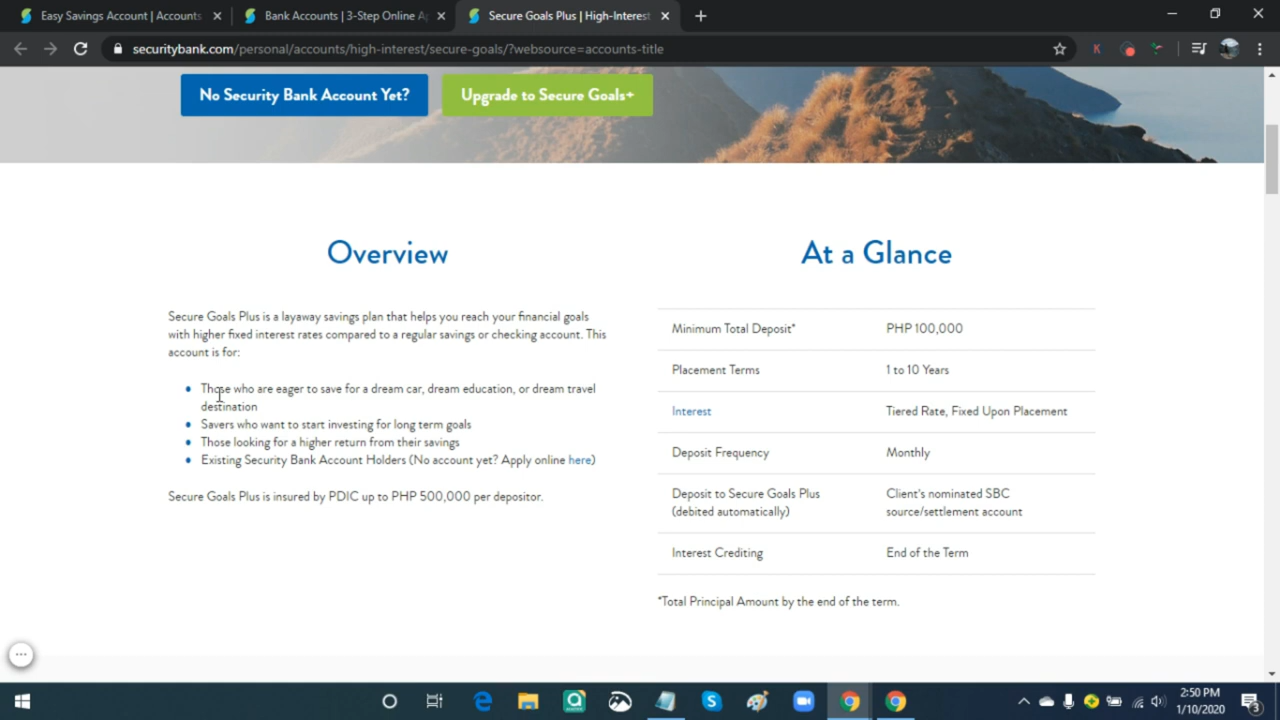 Easy Savings Account | Accounts
Bank Accounts | 3-Step Online A
Secure Goals Plus | High-Interest
securitybank.com/personal/accounts/high-interest/secure-goals/?websource=accounts-title
No Security Bank Account Yet?
Upgrade to Secure Goals+
Overview
Secure Goals Plus is a layaway savings plan that helps you reach your financial goals
with higher fixed interest rates compared to a regular savings or checking account. This
account is for:
Those who are eager to save for a dream car, dream education, or dream travel
destination
Savers who want to start investing for long term goals
Those looking for a higher return from their savings
Existing Security Bank Account Holders (No account yet? Apply online here)
Secure Goals Plus is insured by PDIC up to PHP 500,000 per depositor.
At a Glance
Minimum Total Deposit* PHP 100,000
Placement Terms 1 to 10 Years
Interest Tiered Rate, Fixed Upon Placement
Deposit Frequency Monthly
Deposit to Secure Goals Plus Client's nominated SBC
(debited automatically) source/settlement account
Interest Crediting End of the Term
*Total Principal Amount by the end of the term.
2:50 PM
1/10/2020
3